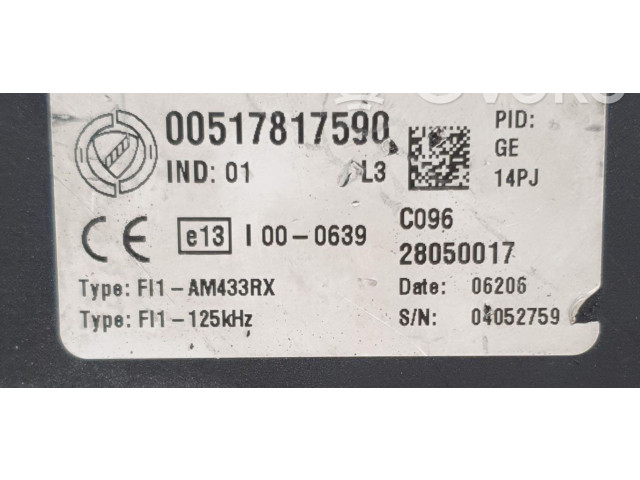 00517817590
IND: 01 L3
PID:
GE
14PJ
CE e13 I 00-0639
C096
28050017
Type: FI1-AM433RX
Date: 06206
Type: FI1-125kHz
S/N: 04052759